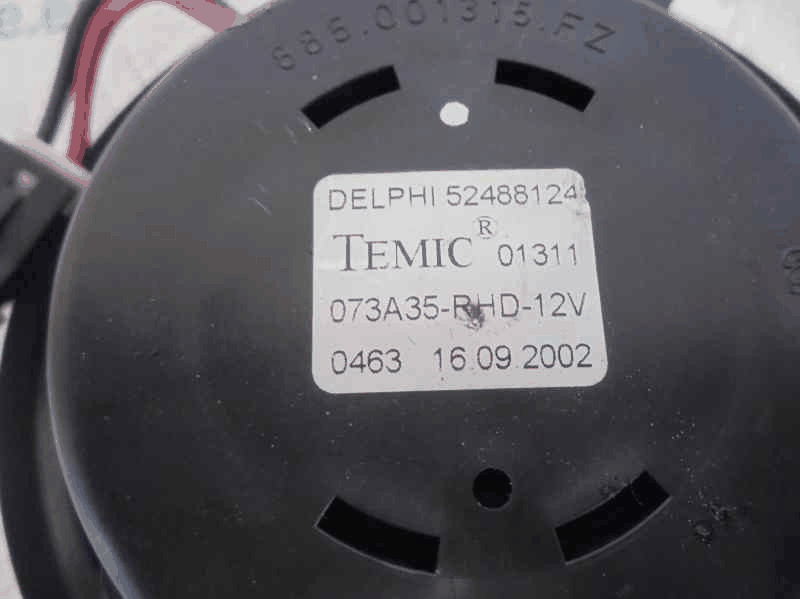 686.001315.FZ
DELPHI 52488124
TEMIC® 01311
073A35-RHD-12V
0463 16.09.2002